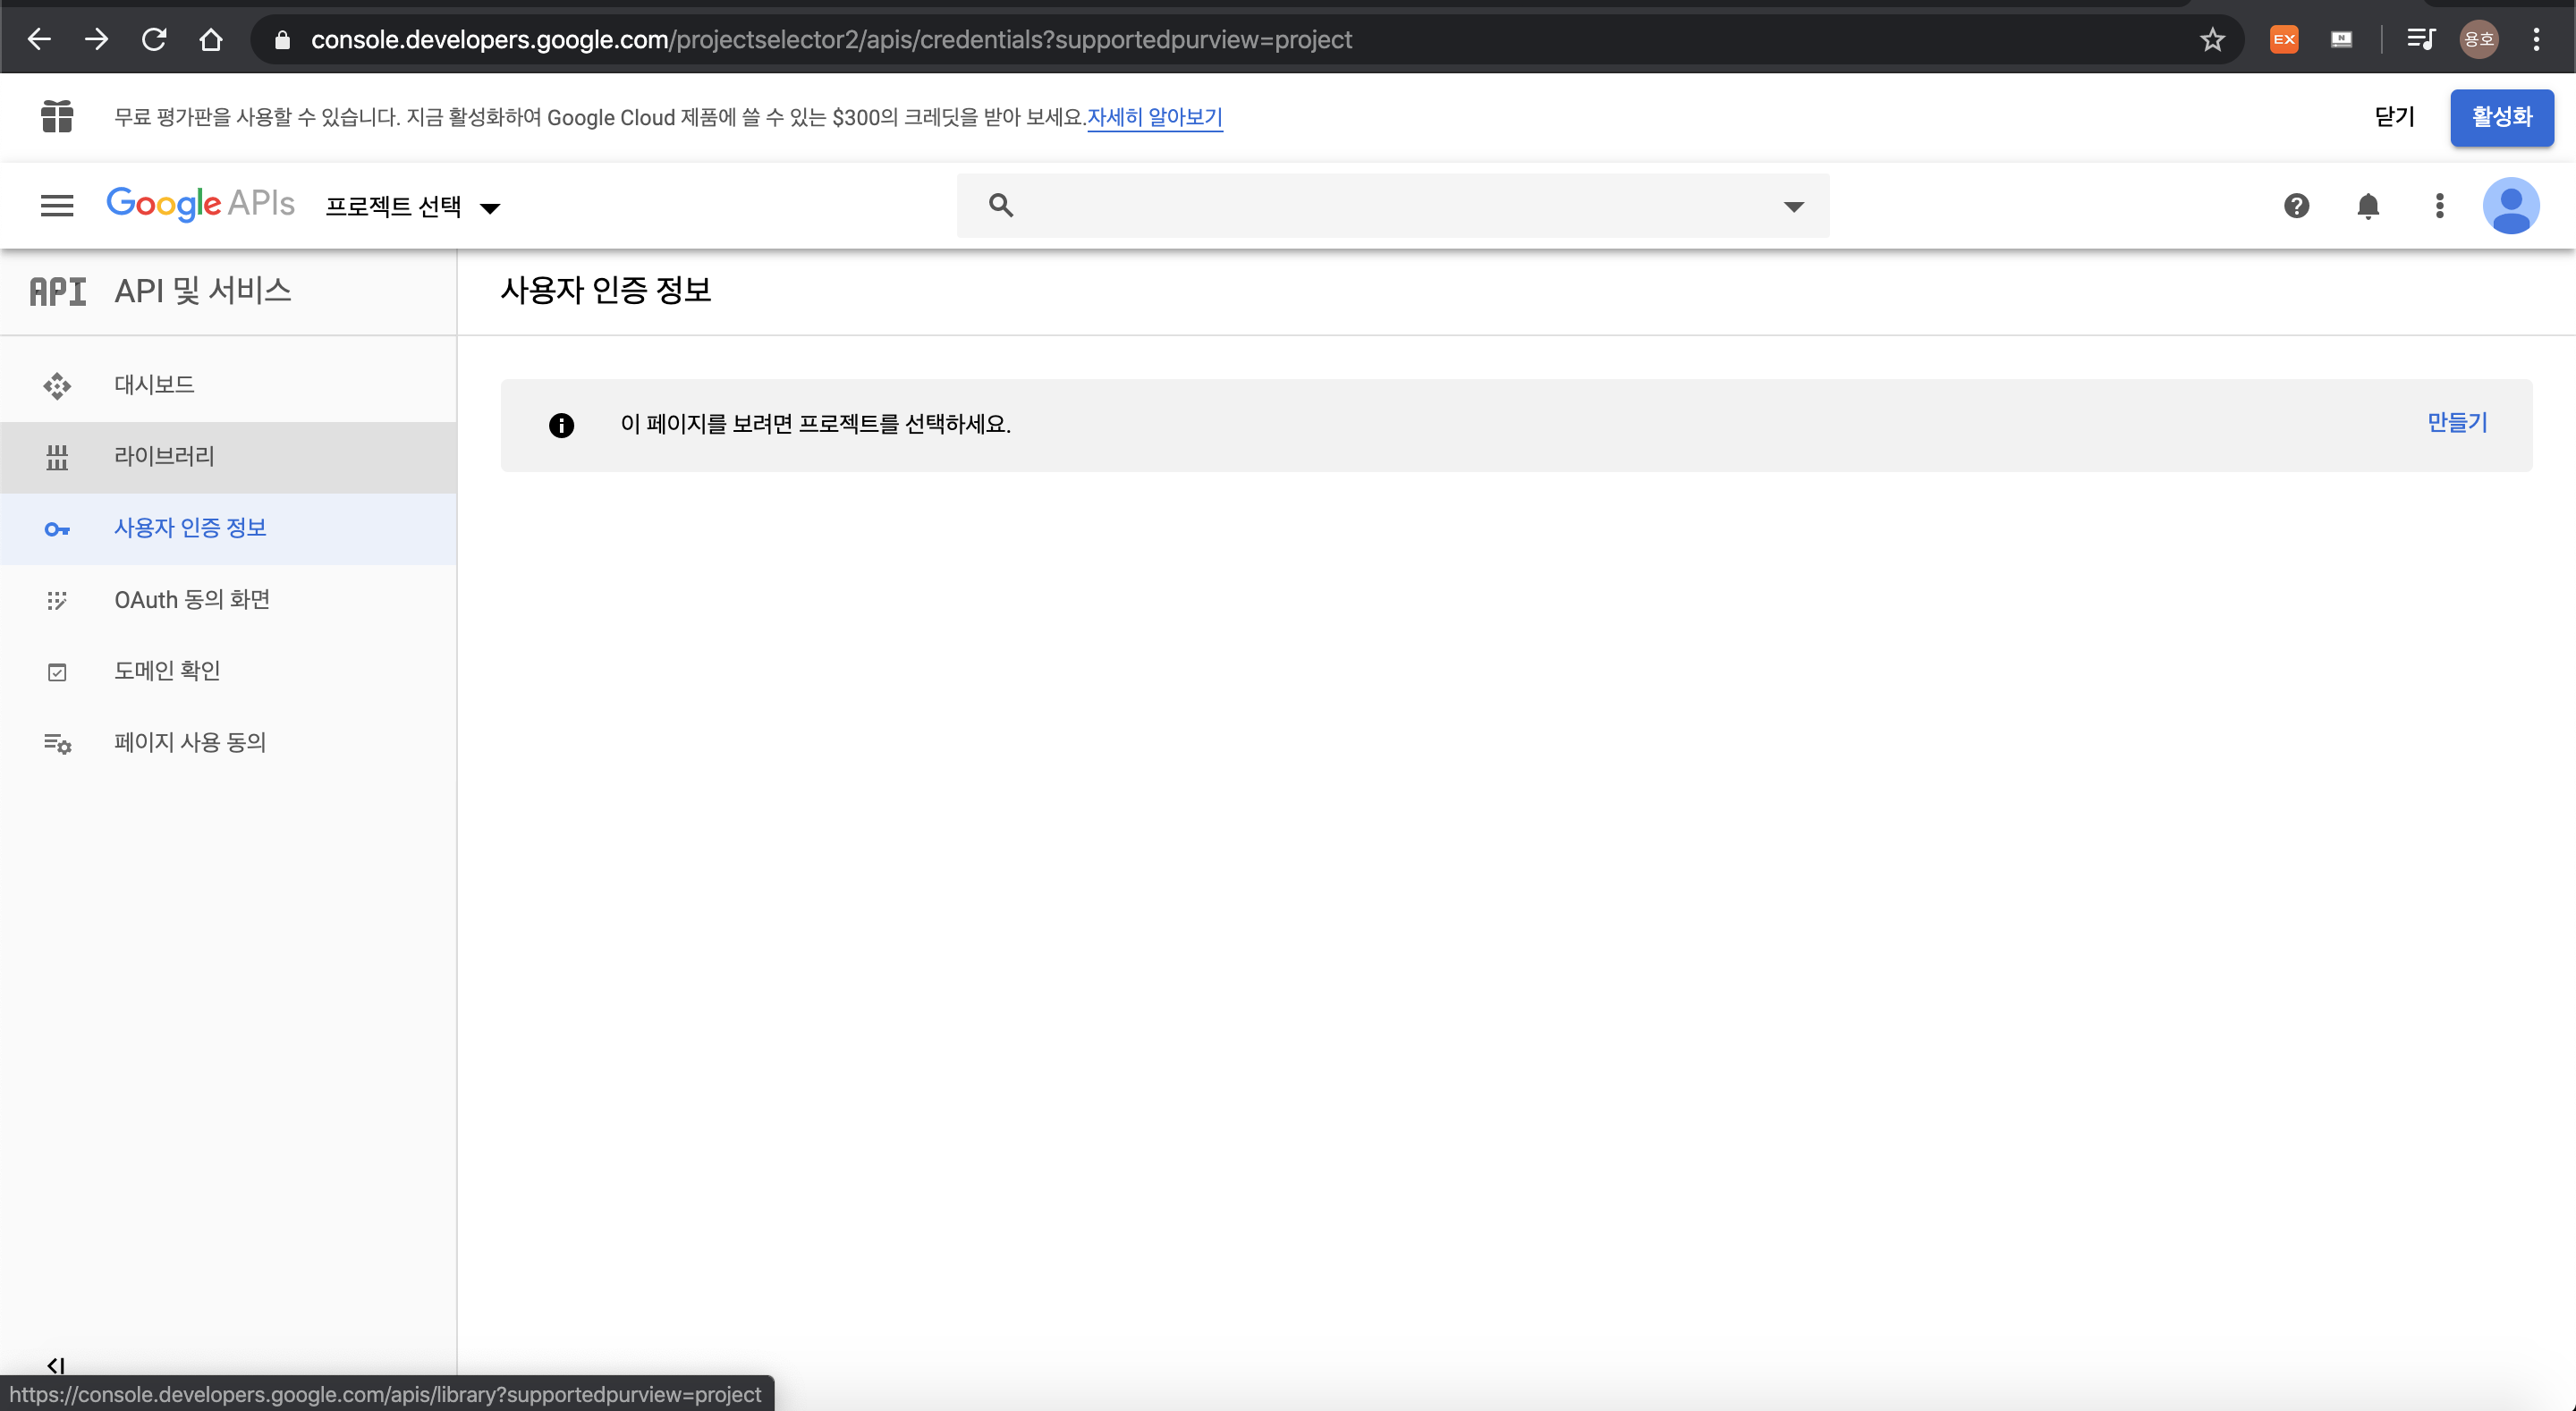 console.developers.google.com/projectselector2/apis/credentials?supportedpurview=project
EX
N
용호
무료 평가판을 사용할 수 있습니다. 지금 활성화하여 Google Cloud 제품에 쓸 수 있는 $300의 크레딧을 받아 보세요.자세히 알아보기
닫기
활성화
Google APIs
프로젝트 선택
API API 및 서비스
사용자 인증 정보
대시보드
이 페이지를 보려면 프로젝트를 선택하세요.
만들기
라이브러리
사용자 인증 정보
OAuth 동의 화면
도메인 확인
페이지 사용 동의
https://console.developers.google.com/apis/library?supportedpurview=project